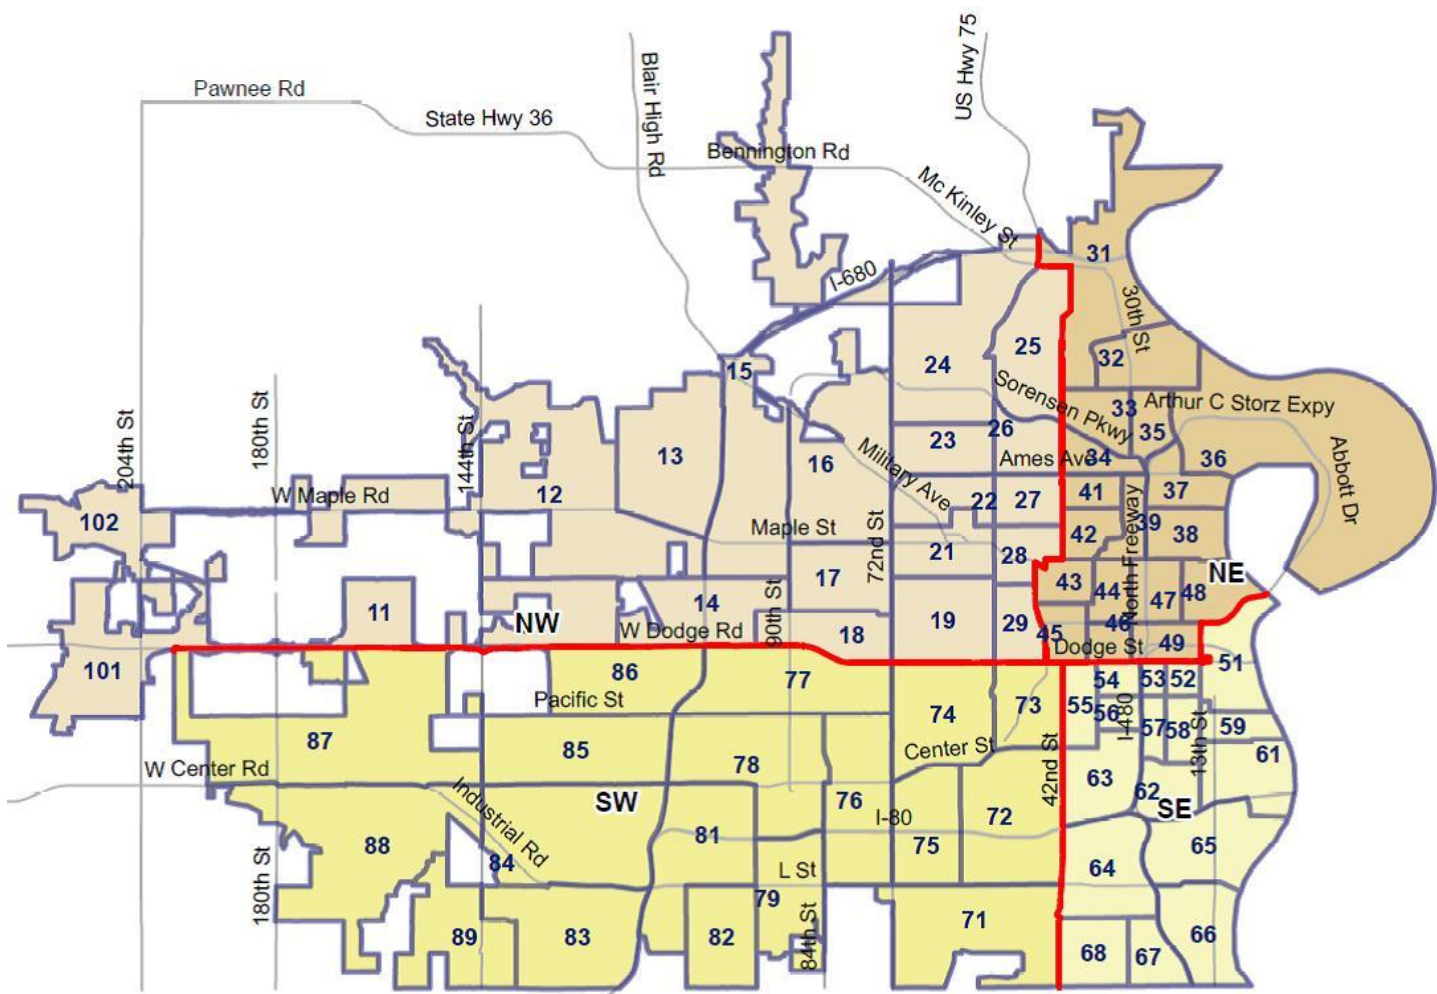 US Hwy 75
Blair High Rd
Pawnee Rd
State Hwy 36
Bennington Rd
Mc Kinley St
31
I-680
30th St
25
32
24
15
Sorensen Pkwy
33
Arthur C Storz Expy
204th St
180th St
144th St
26
35
23
Abbott Dr
13
16
Military Ave
Ames Ave
34
36
W Maple Rd
12
22
27
41
37
102
Maple St
39
38
42
72nd St
21
28
North Freeway
17
43
44
NE
11
14
47
48
NW
90th St
19
29
W Dodge Rd
18
45
46
49
Dodge St
51
101
86
77
54
53
52
Pacific St
74
73
55
56
I-480
57
58
59
87
85
Center St
13th St
61
W Center Rd
78
42nd St
63
62
Industrial Rd
SW
76
I-80
72
SE
81
75
65
88
84
L St
64
180th St
79
84th St
71
89
83
82
68
67
66